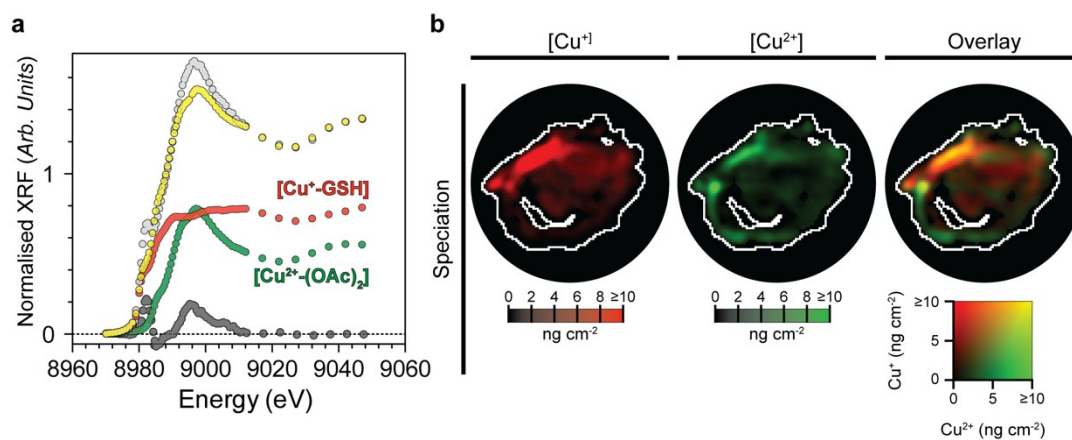 a
Normalised XRF (Arb. Units)
1
0
[Cu⁺-GSH]
[Cu²⁺-(OAc)₂]
8960 8980 9000 9020 9040 9060
Energy (eV)
b
[Cu⁺] [Cu²⁺] Overlay
Speciation
0 2 4 6 8 ≥10
ng cm⁻²
0 2 4 6 8 ≥10
ng cm⁻²
Cu⁺ (ng cm⁻²)
≥10
5
0
0 5 ≥10
Cu²⁺ (ng cm⁻²)